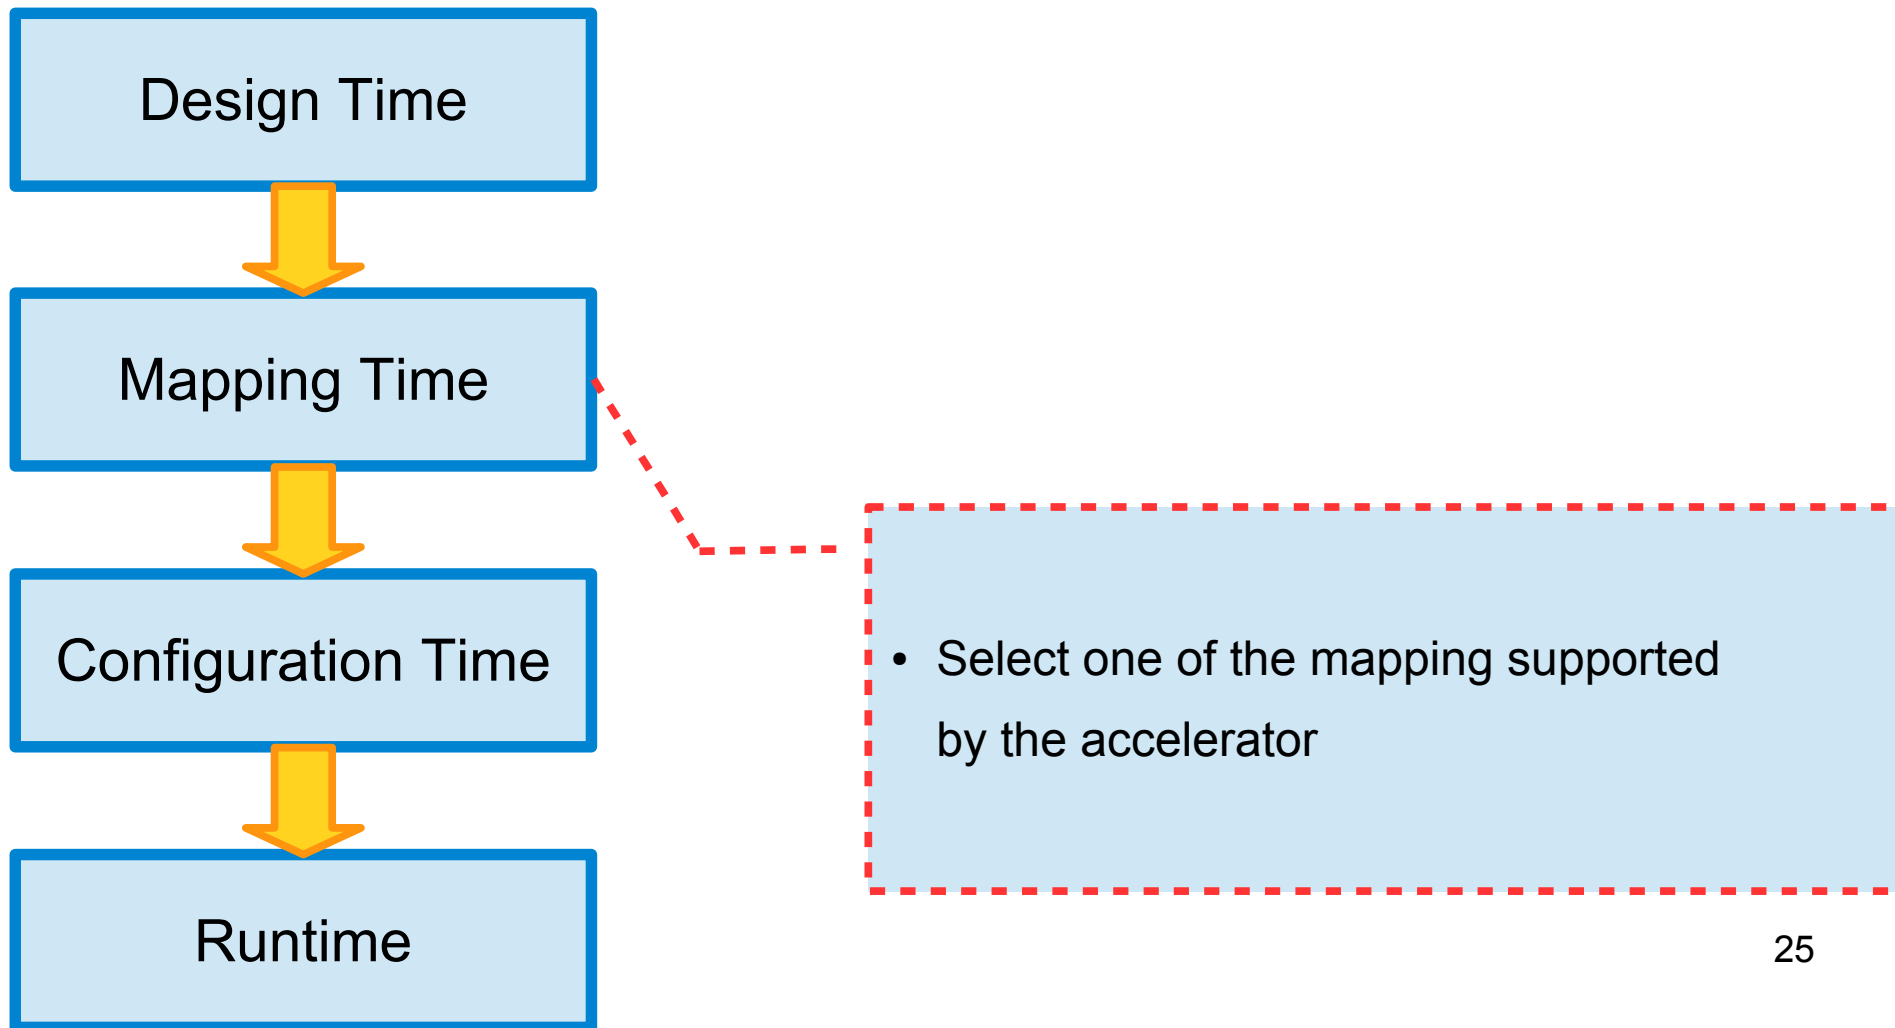 Design Time
Mapping Time
Configuration Time
• Select one of the mapping supported
by the accelerator
Runtime
25